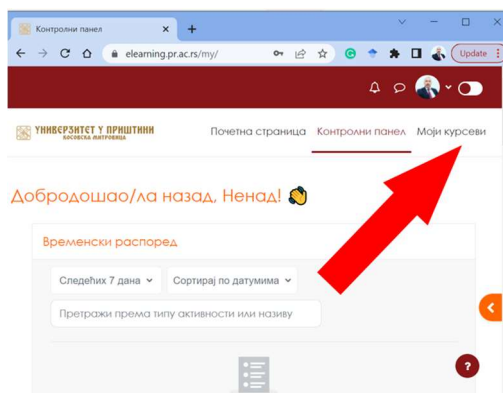 Контролни панел
elearning.pr.ac.rs/my/
Update
УНИВЕРЗИТЕТ У ПРИШТИНИ
КОСОВСКА МИТРОВИЦА
Почетна страница Контролни панел Моји курсеви
Добродошао/ла назад, Ненад!
Временски распоред
Следећих 7 дана Сортирај по датумима
Претражи према типу активности или називу
?